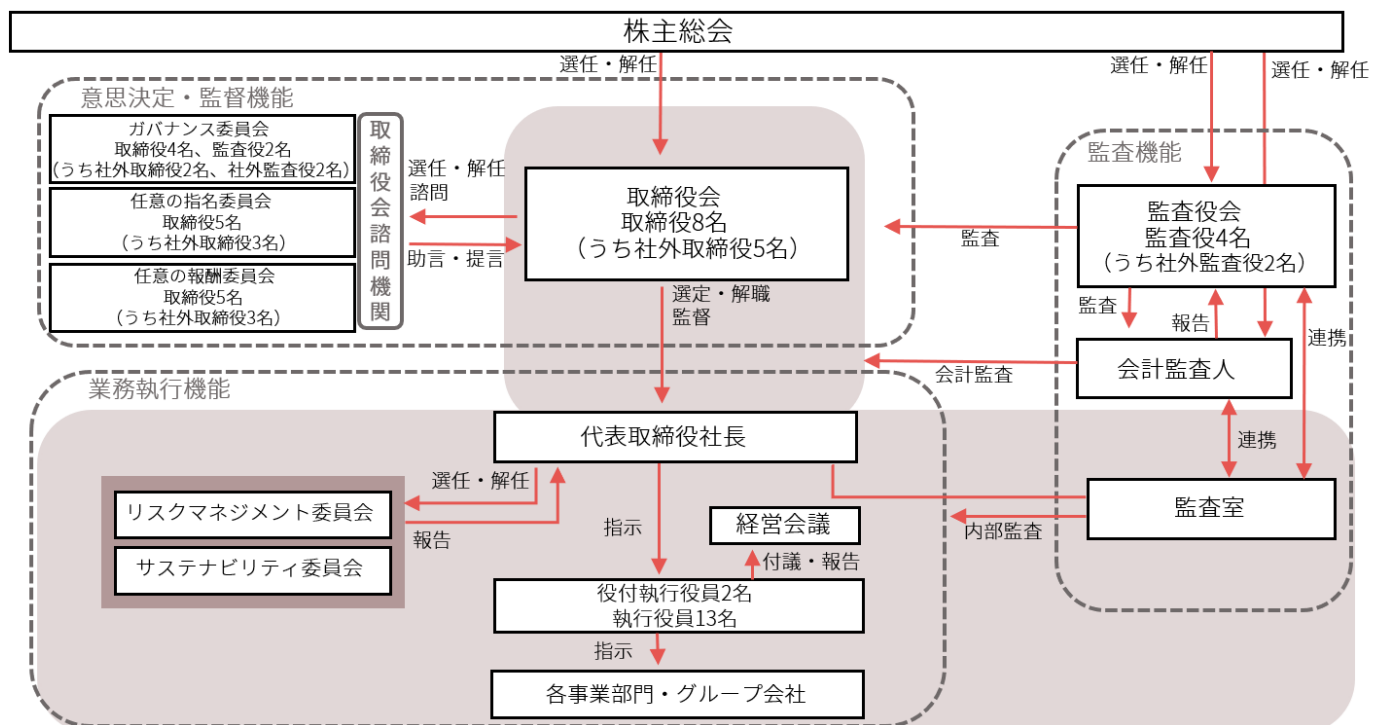 株主総会
選任・解任
選任・解任
選任・解任
意思決定・監督機能
ガバナンス委員会
取締役4名、監査役2名
（うち社外取締役2名、社外監査役2名）
任意の指名委員会
取締役5名
（うち社外取締役3名）
任意の報酬委員会
取締役5名
（うち社外取締役3名）
取締役会諮問機関
選任・解任
諮問
助言・提言
取締役会
取締役8名
（うち社外取締役5名）
選定・解職
監督
監査
監査機能
監査役会
監査役4名
（うち社外監査役2名）
監査
報告
連携
会計監査人
会計監査
連携
監査室
内部監査
業務執行機能
代表取締役社長
選任・解任
報告
リスクマネジメント委員会
サステナビリティ委員会
指示
経営会議
付議・報告
役付執行役員2名
執行役員13名
指示
各事業部門・グループ会社